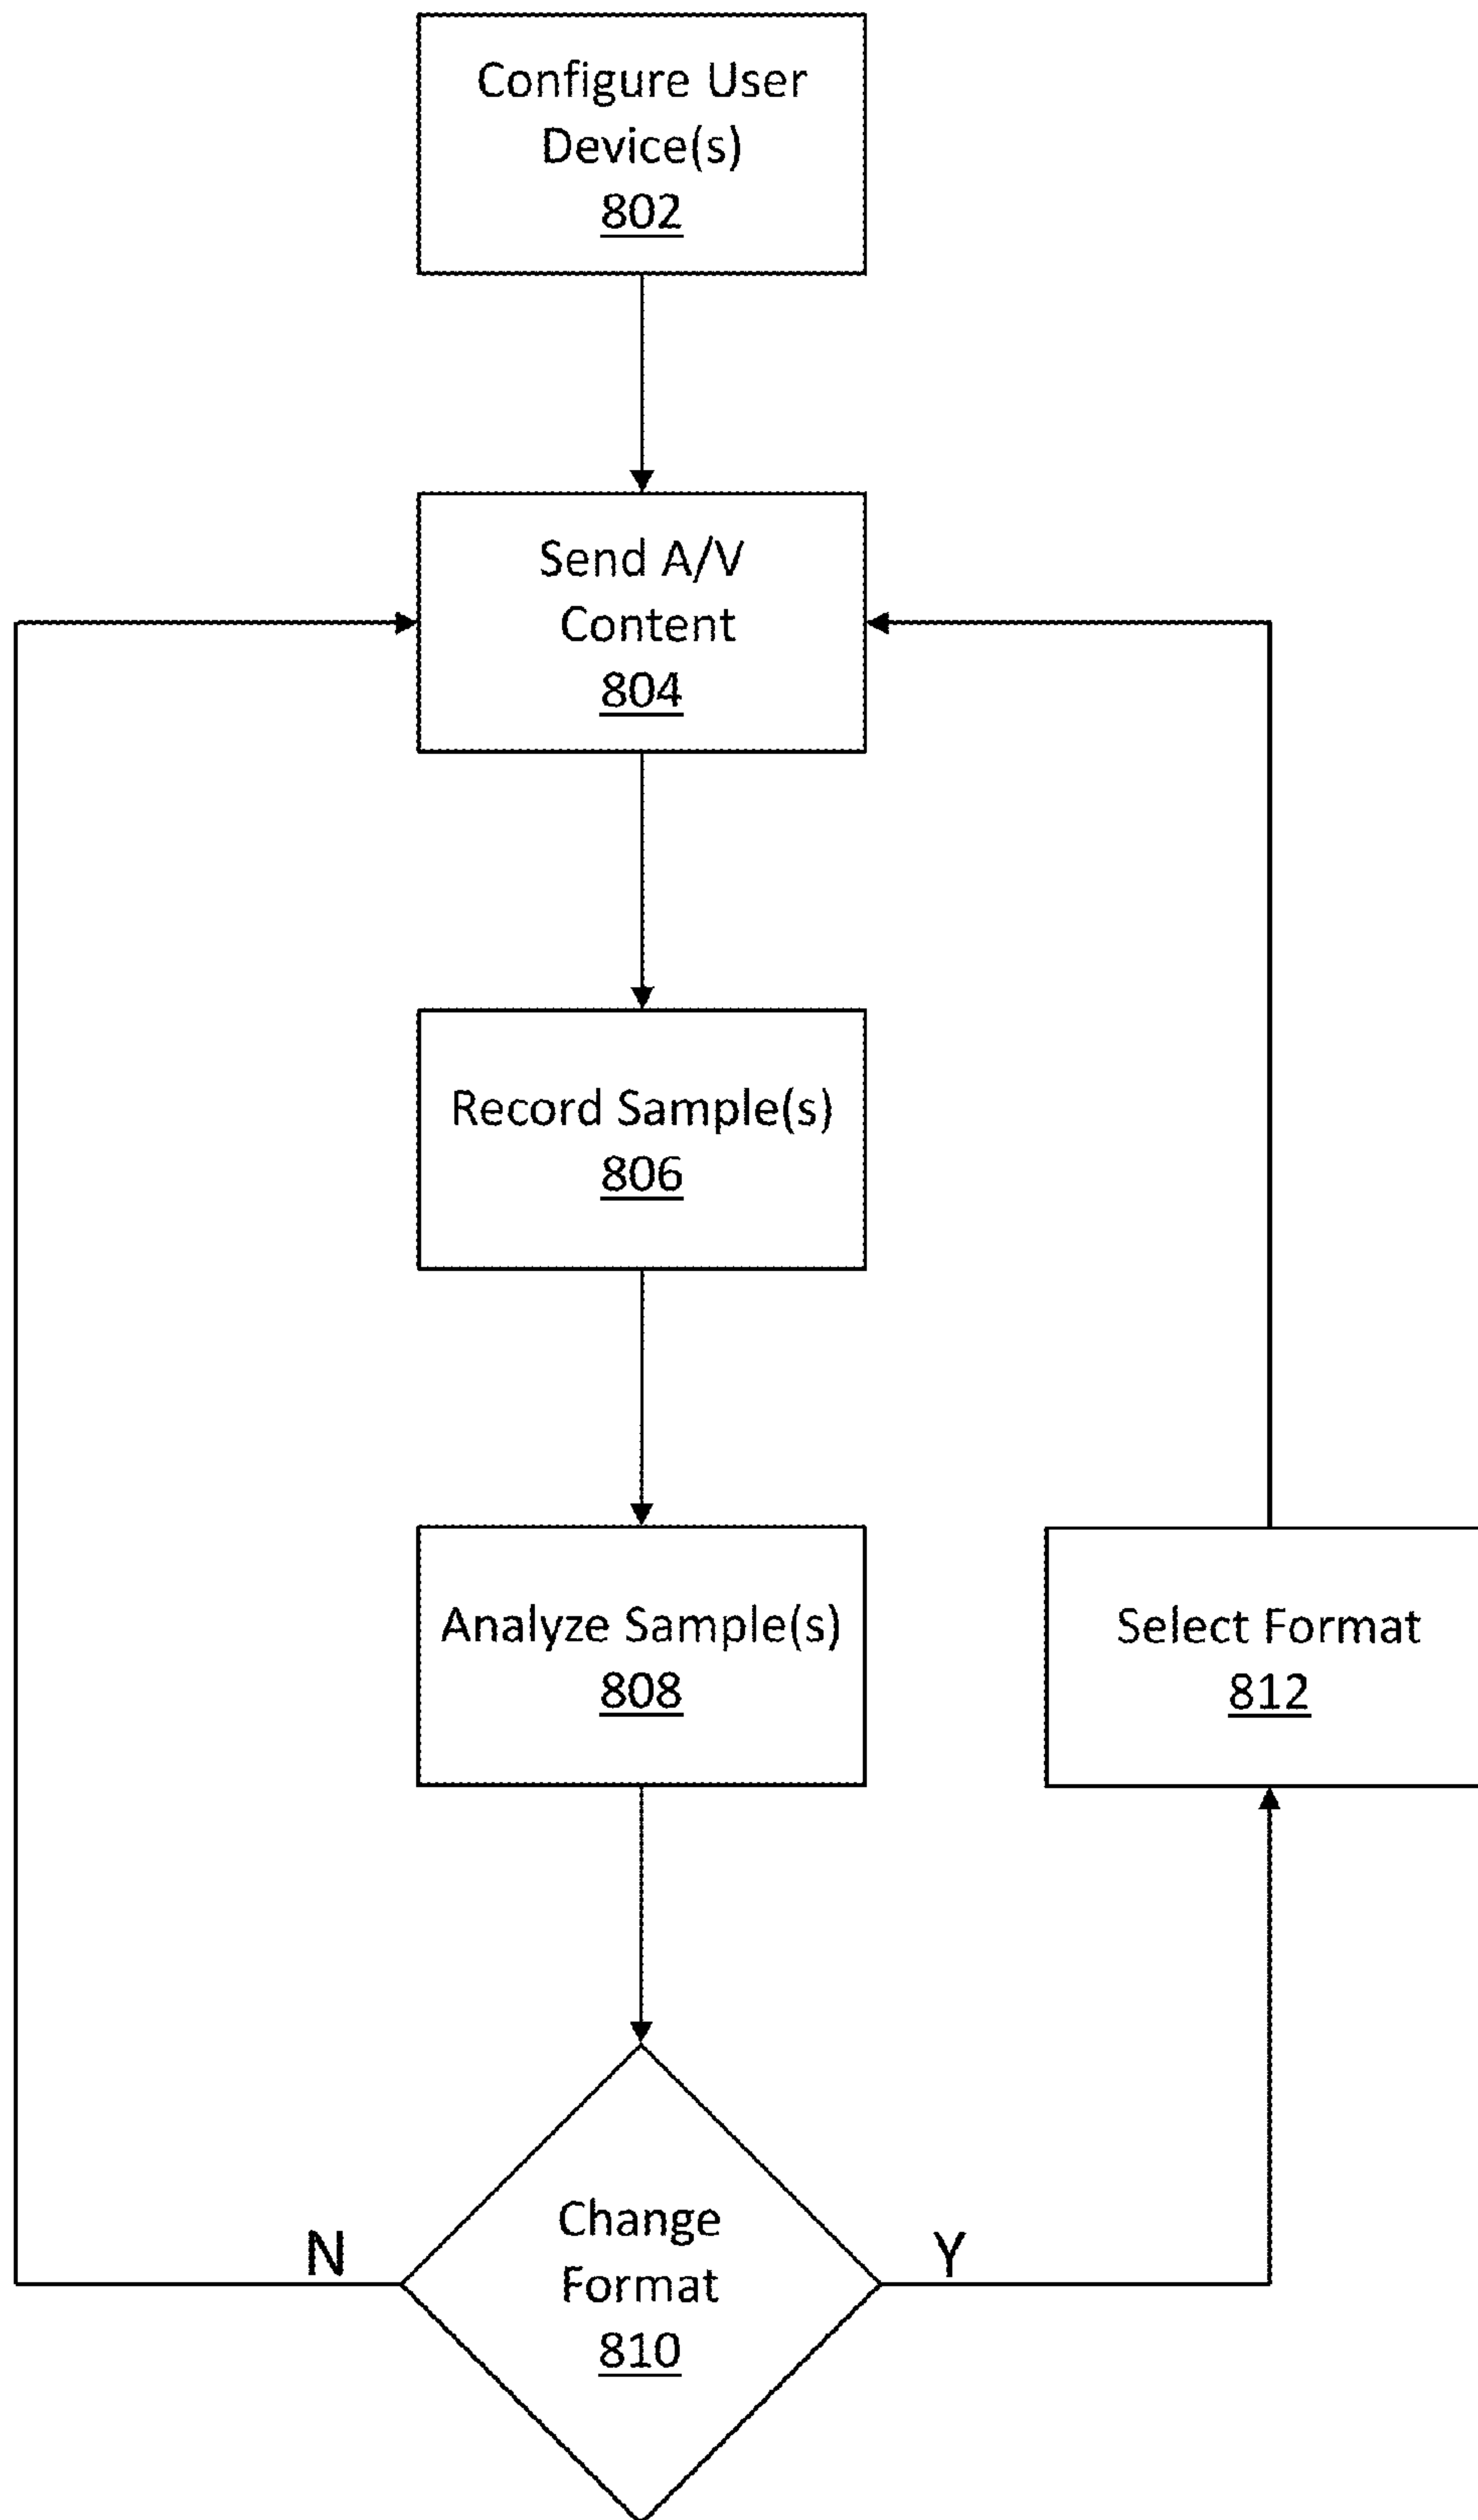 Configure User
Device(s)
802
Send A/V
Content
804
Record Sample(s)
806
Analyze Sample(s)
808
Select Format
812
Change
Format
810
N
Y